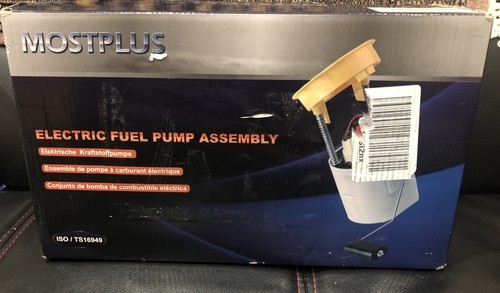 MOSTPLUS
ELECTRIC FUEL PUMP ASSEMBLY
Elektrische Kraftstoffpumpe
Ensemble de pompe à carburant électrique
Conjunto de bomba de combustible eléctrica
ISO / TS16949